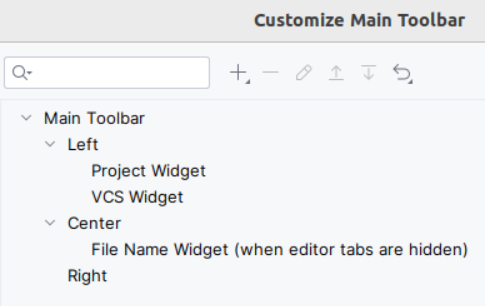 Customize Main Toolbar
Main Toolbar
Left
Project Widget
VCS Widget
Center
File Name Widget (when editor tabs are hidden)
Right